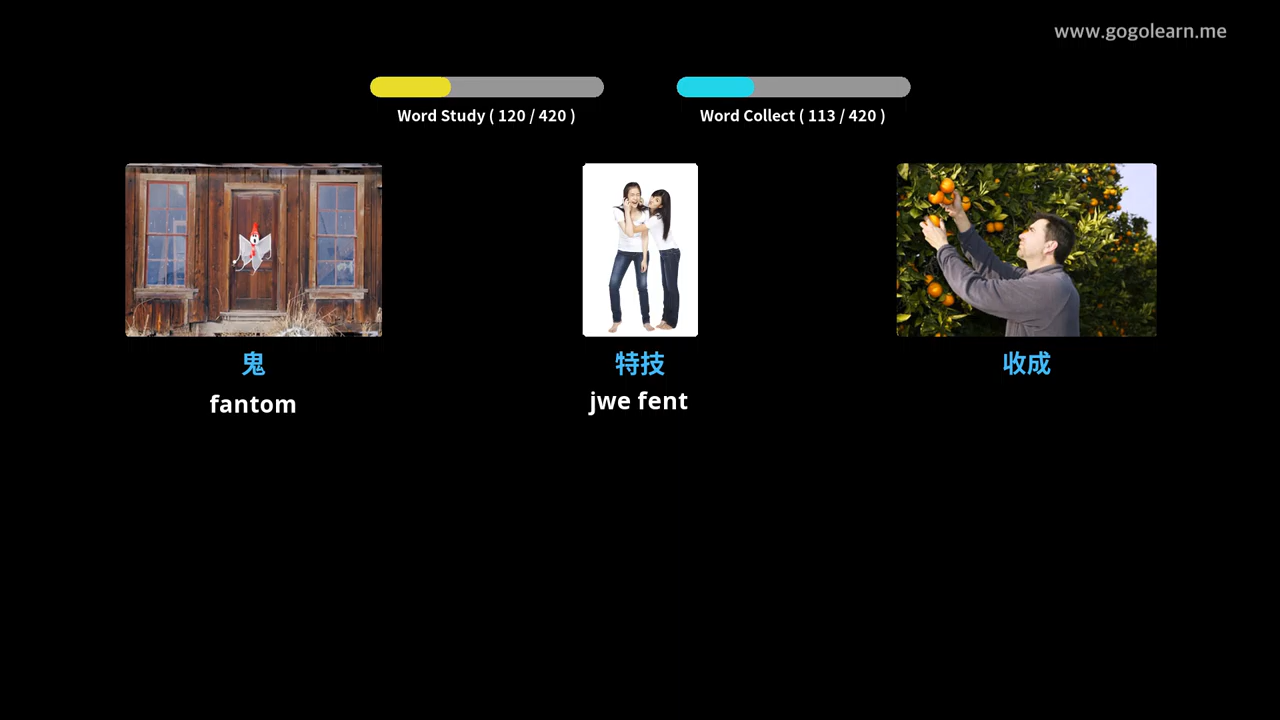 www.gogolearn.me
Word Study ( 120 / 420 )
Word Collect ( 113 / 420 )
鬼
特技
收成
fantom
jwe fent